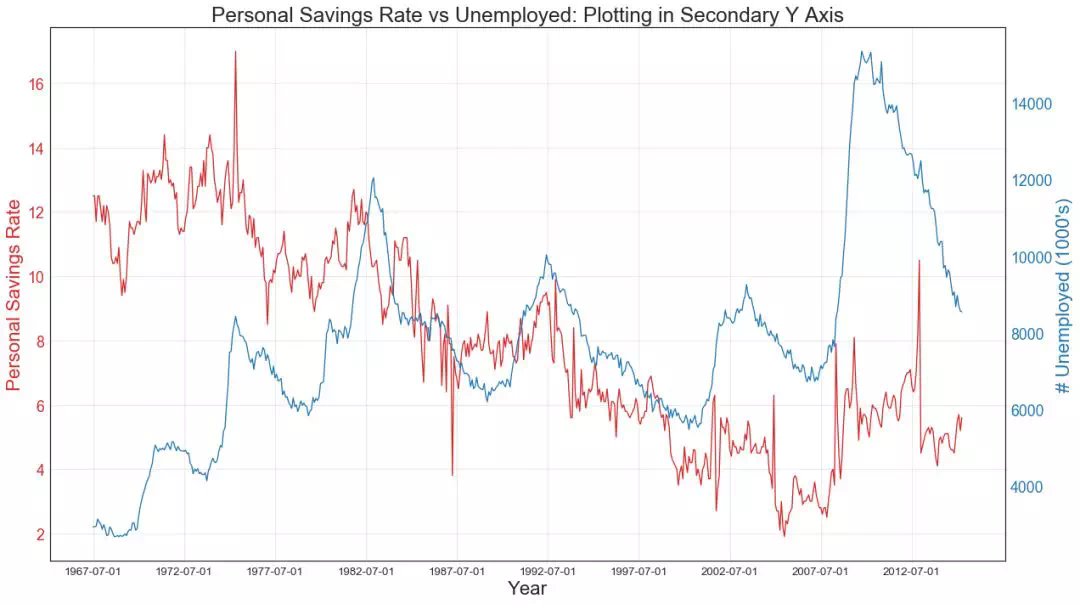 Personal Savings Rate vs Unemployed: Plotting in Secondary Y Axis
Personal Savings Rate
16
14
12
10
8
6
4
2
14000
12000
10000
8000
6000
4000
# Unemployed (1000's)
1967-07-01 1972-07-01 1977-07-01 1982-07-01 1987-07-01 1992-07-01 1997-07-01 2002-07-01 2007-07-01 2012-07-01
Year